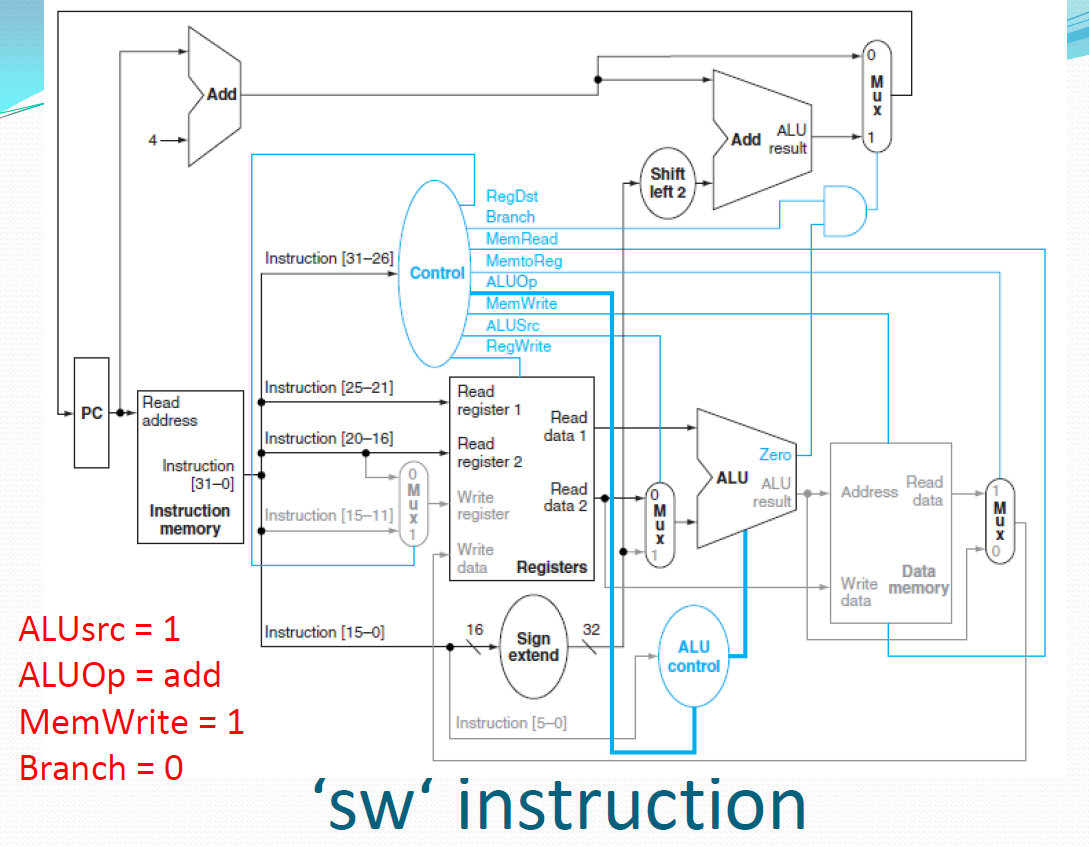 Add
4
0
M
u
x
1
Add
ALU
result
Shift
left 2
RegDst
Branch
MemRead
MemtoReg
ALUOp
MemWrite
ALUSrc
RegWrite
Control
Instruction [31–26]
Instruction [25–21]
Instruction [20–16]
Instruction [15–11]
PC
Read
address
Instruction
[31–0]
Instruction
memory
0
M
u
x
1
Read
register 1
Read
register 2
Write
register
Write
data
Read
data 1
Read
data 2
Registers
0
M
u
x
1
Zero
ALU
ALU
result
Address
Read
data
Write
data
Data
memory
1
M
u
x
0
Instruction [15–0]
16
Sign
extend
32
ALU
control
Instruction [5–0]
ALUsrc = 1
ALUOp = add
MemWrite = 1
Branch = 0
‘sw‘ instruction